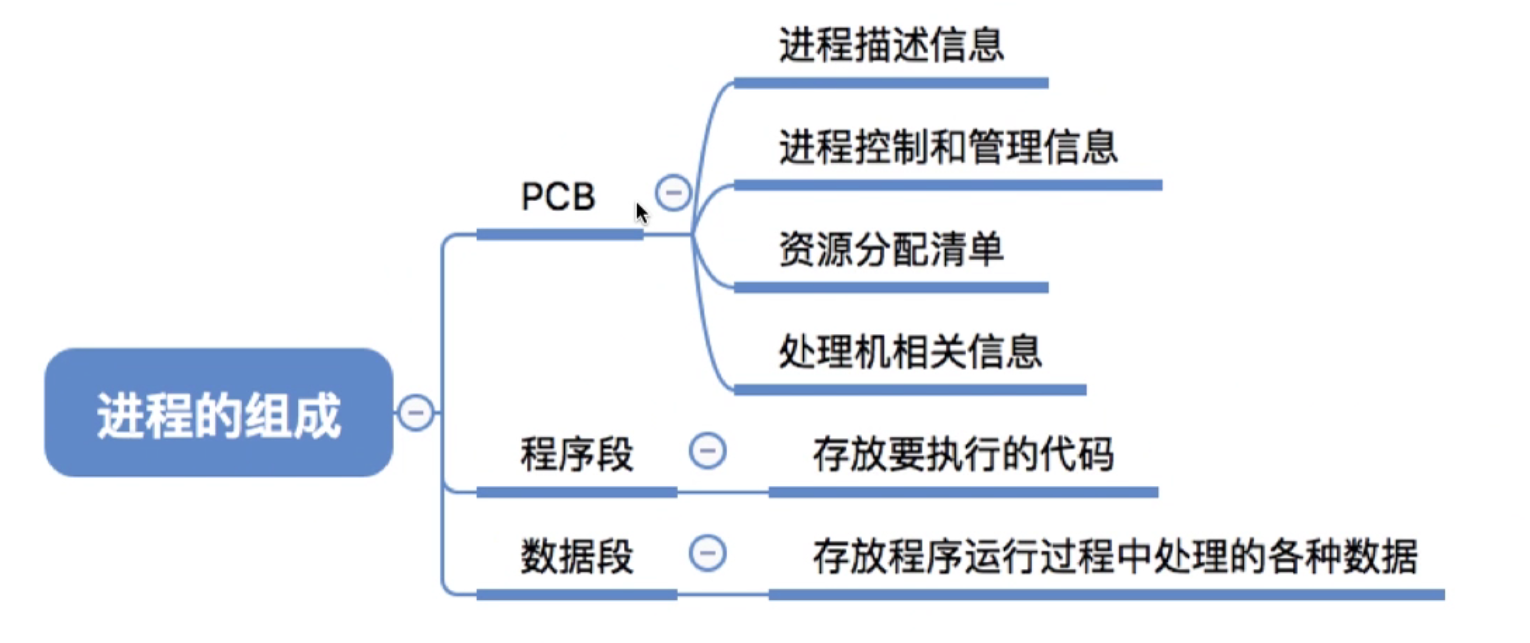 进程描述信息
进程控制和管理信息
PCB
资源分配清单
处理机相关信息
进程的组成
程序段
存放要执行的代码
数据段
存放程序运行过程中处理的各种数据